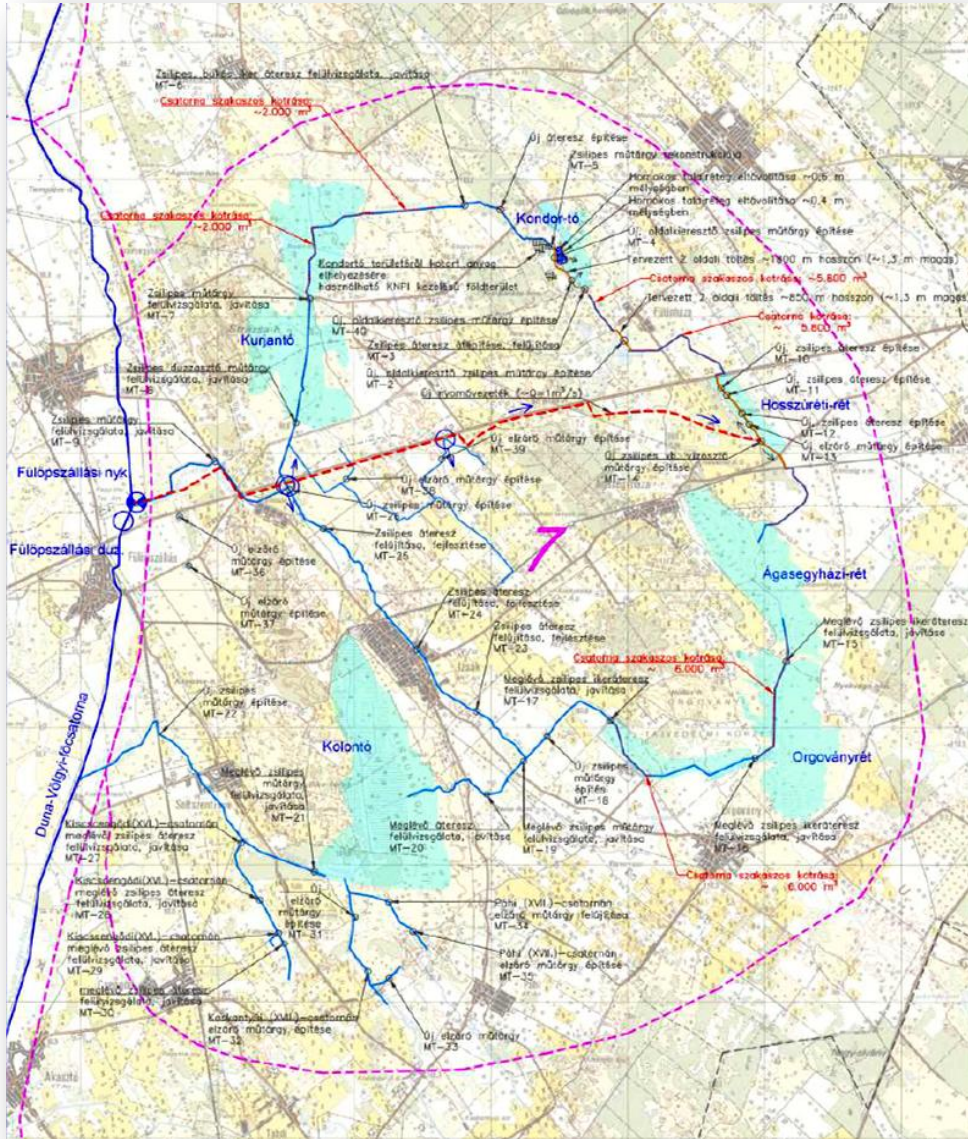 Zsilipes, bukós iker áteresz felülvizsgálata, javítása
MT-6
Csatorna szakaszos kotrása:
~2.000 m³
Új áteresz építése
Zsilipes műtárgy rekonstrukciója
MT-5
Homokos talajréteg eltávolítása ~0,6 m
mélységben
Homokos talajréteg eltávolítása ~0,4 m
mélységben
Kondor-tó
Új, oldalkieresztő zsilipes műtárgy építése
MT-4
Tervezett 2 oldali töltés ~1800 m hosszön (~1,3 m magas)
Csatorna szakaszos kotrása:
~2.000 m³
Kondortó területéről kotort anyag
elhelyezésére
használható KNPI kezelésű földterület
Csatorna szakaszos kotrása: ~5.800 m³
Tervezett 2 oldali töltés ~850 m hosszön (~1,3 m magas)
Zsilipes műtárgy
felülvizsgálata, javítása
MT-7
Kurjantó
Új, oldalkieresztő zsilipes műtárgy építése
MT-40
Zsilipes áteresz átépítése, felújítása
MT-3
Új, oldalkieresztő zsilipes műtárgy építése
MT-2
Csatorna szakaszos kotrása:
~ 5.800 m³
Új, zsilipes áteresz építése
MT-10
Zsilipes duzzasztó műtárgy
felülvizsgálata, javítása
MT-8
Új nyomóvezeték (~Q=1m³/s)
Új, zsilipes áteresz építése
MT-11
Hosszúréti-rét
Új, zsilipes áteresz építése
MT-12
Új elzáró műtárgy építése
MT-13
Zsilipes műtárgy
felülvizsgálata, javítása
MT-9
Új elzáró műtárgy építése
MT-39
Új zsilipes vb. vízosztó
műtárgy építése
MT-14
Fülöpszállási nyk
Új elzáró műtárgy építése
MT-38
Új zsilipes műtárgy építése
MT-26
Zsilipes áteresz
felújítása, fejlesztése
MT-25
7
Fülöpszállási duz.
Fülöpszállás
Új elzáró
műtárgy építése
MT-36
Új elzáró
műtárgy építése
MT-37
Ágasegyházi-rét
Zsilipes áteresz
felújítása, fejlesztése
MT-24
Zsilipes áteresz
felújítása, fejlesztése
MT-23
Izsák
Meglévő zsilipes ikeráteresz
felülvizsgálata, javítása
MT-15
Csatorna szakaszos kotrása:
~ 6.000 m³
Meglévő zsilipes ikeráteresz
felülvizsgálata, javítása
MT-17
Új zsilipes
műtárgy építése
MT-22
Kolontó
Orgoványrét
Duna-Völgyi-főcsatorna
Új zsilipes
műtárgy
építés
MT-18
Meglévő zsilipes
műtárgy
felülvizsgálata,
javítása
MT-21
Meglévő áteresz
felülvizsgálata, javítása
MT-20
Meglévő zsilipes műtárgy
felülvizsgálata, javítása
MT-19
Meglévő zsilipes ikeráteresz
felülvizsgálata, javítása
MT-16
Csatorna szakaszos kotrása:
~ 6.000 m³
Kiscsengődi(XVI.)-csatornán
meglévő zsilipes áteresz
felülvizsgálata, javítása
MT-27
Kiscsengődi(XVI.)-csatornán
meglévő zsilipes áteresz
felülvizsgálata, javítása
MT-28
Kiscsengődi(XVI.)-csatornán
meglévő zsilipes áteresz
felülvizsgálata, javítása
MT-29
meglévő zsilipes áteresz
felülvizsgálata, javítása
MT-30
Új
elzáró
műtárgy
építése
MT-31
Páhi (XVII.)-csatornán
elzáró műtárgy felújítása
MT-34
Páhi (XVII.)-csatornán
elzáró műtárgy építése
MT-35
Kaskantyúi (XVIII.)-csatornán
elzáró műtárgy építése
MT-32
Új elzáró műtárgy
MT-33
Akasztó